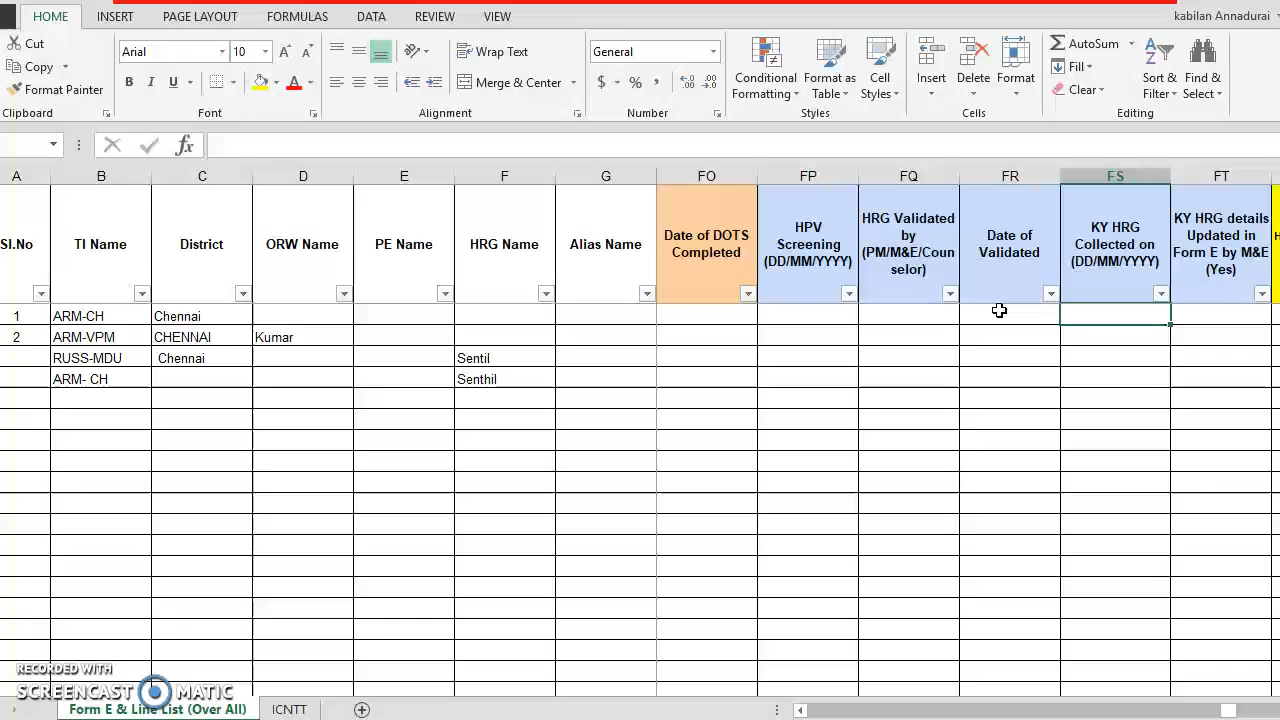 HOME INSERT PAGE LAYOUT FORMULAS DATA REVIEW VIEW kabilan Annadurai
Cut
Copy
Format Painter
Clipboard
Arial 10
B I U
Font
Wrap Text
Merge & Center
Alignment
General
$ % ,
Number
Conditional Formatting
Format as Table
Cell Styles
Styles
Insert Delete Format
Cells
AutoSum
Fill
Clear
Sort & Filter
Find & Select
Editing
fx
A B C D E F G FO FP FQ FR FS FT
Sl.No
TI Name
District
ORW Name
PE Name
HRG Name
Alias Name
Date of DOTS
Completed
HPV
Screening
(DD/MM/YYYY)
HRG Validated
by
(PM/M&E/Coun
selor)
Date of
Validated
KY HRG
Collected on
(DD/MM/YYYY)
KY HRG details
Updated in
Form E by M&E
(Yes)
1 ARM-CH Chennai
2 ARM-VPM CHENNAI Kumar
RUSS-MDU Chennai Sentil
ARM- CH Senthil
RECORDED WITH
SCREENCAST MATIC
Form E & Line List (Over All) ICNTT